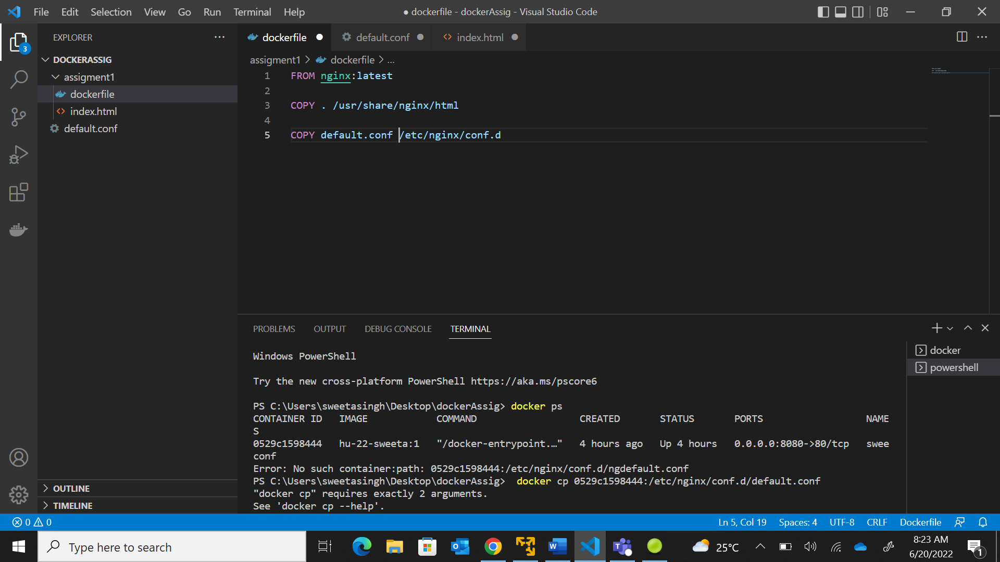 File Edit Selection View Go Run Terminal Help
● dockerfile - dockerAssig - Visual Studio Code
3
EXPLORER
DOCKERASSIG
assigment1
dockerfile
index.html
default.conf
OUTLINE
TIMELINE
dockerfile
default.conf
index.html
assigment1 > dockerfile > ...
1 FROM nginx:latest
2
3 COPY . /usr/share/nginx/html
4
5 COPY default.conf /etc/nginx/conf.d
PROBLEMS OUTPUT DEBUG CONSOLE TERMINAL
Windows PowerShell
Try the new cross-platform PowerShell https://aka.ms/pscore6
PS C:\Users\sweetasingh\Desktop\dockerAssig> docker ps
CONTAINER ID IMAGE COMMAND CREATED STATUS PORTS NAME
S
0529c1598444 hu-22-sweeta:1 "/docker-entrypoint.…" 4 hours ago Up 4 hours 0.0.0.0:8080->80/tcp swee
conf
Error: No such container:path: 0529c1598444:/etc/nginx/conf.d/ngdefault.conf
PS C:\Users\sweetasingh\Desktop\dockerAssig> docker cp 0529c1598444:/etc/nginx/conf.d/default.conf
"docker cp" requires exactly 2 arguments.
See 'docker cp --help'.
docker
powershell
0 0
Ln 5, Col 19 Spaces: 4 UTF-8 CRLF Dockerfile
Type here to search
25°C
8:23 AM
6/20/2022
1